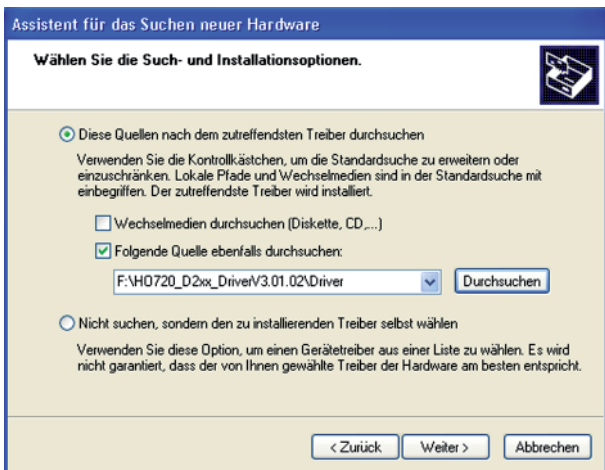 Assistent für das Suchen neuer Hardware
Wählen Sie die Such- und Installationsoptionen.
Diese Quellen nach dem zutreffendsten Treiber durchsuchen
Verwenden Sie die Kontrollkästchen, um die Standardsuche zu erweitern oder
einzuschränken. Lokale Pfade und Wechselmedien sind in der Standardsuche mit
einbegriffen. Der zutreffendste Treiber wird installiert.
Wechselmedien durchsuchen (Diskette, CD,...)
Folgende Quelle ebenfalls durchsuchen:
F:\HO720_D2xx_DriverV3.01.02\Driver Durchsuchen
Nicht suchen, sondern den zu installierenden Treiber selbst wählen
Verwenden Sie diese Option, um einen Gerätetreiber aus einer Liste zu wählen. Es wird
nicht garantiert, dass der von Ihnen gewählte Treiber der Hardware am besten entspricht.
< Zurück Weiter > Abbrechen